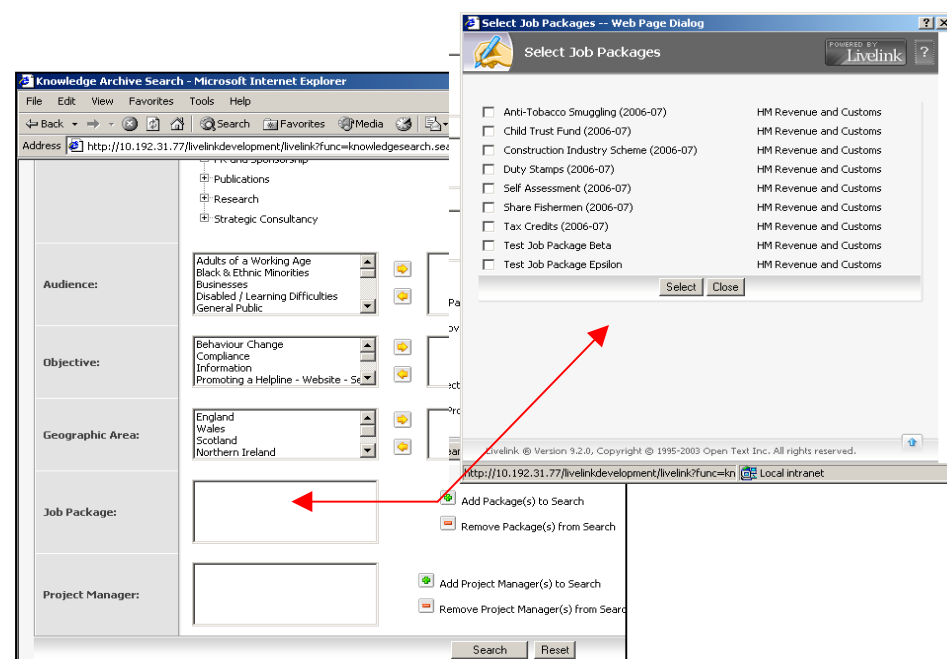 Select Job Packages -- Web Page Dialog
Select Job Packages
POWERED BY
Livelink
?
Anti-Tobacco Smuggling (2006-07) HM Revenue and Customs
Child Trust Fund (2006-07) HM Revenue and Customs
Construction Industry Scheme (2006-07) HM Revenue and Customs
Duty Stamps (2006-07) HM Revenue and Customs
Self Assessment (2006-07) HM Revenue and Customs
Share Fishermen (2006-07) HM Revenue and Customs
Tax Credits (2006-07) HM Revenue and Customs
Test Job Package Beta HM Revenue and Customs
Test Job Package Epsilon HM Revenue and Customs
Select Close
Livelink ® Version 9.2.0, Copyright © 1995-2003 Open Text Inc. All rights reserved.
http://10.192.31.77/livelinkdevelopment/livelink?func=kn Local intranet
Knowledge Archive Search - Microsoft Internet Explorer
File Edit View Favorites Tools Help
Back Search Favorites Media
Address http://10.192.31.77/livelinkdevelopment/livelink?func=knowledgesearch.sea
PR and Sponsorship
Publications
Research
Strategic Consultancy
Audience:
Adults of a Working Age
Black & Ethnic Minorities
Businesses
Disabled / Learning Difficulties
General Public
Objective:
Behaviour Change
Compliance
Information
Promoting a Helpline - Website - Se
Geographic Area:
England
Wales
Scotland
Northern Ireland
Job Package:
Add Package(s) to Search
Remove Package(s) from Search
Project Manager:
Add Project Manager(s) to Search
Remove Project Manager(s) from Searc
Search Reset